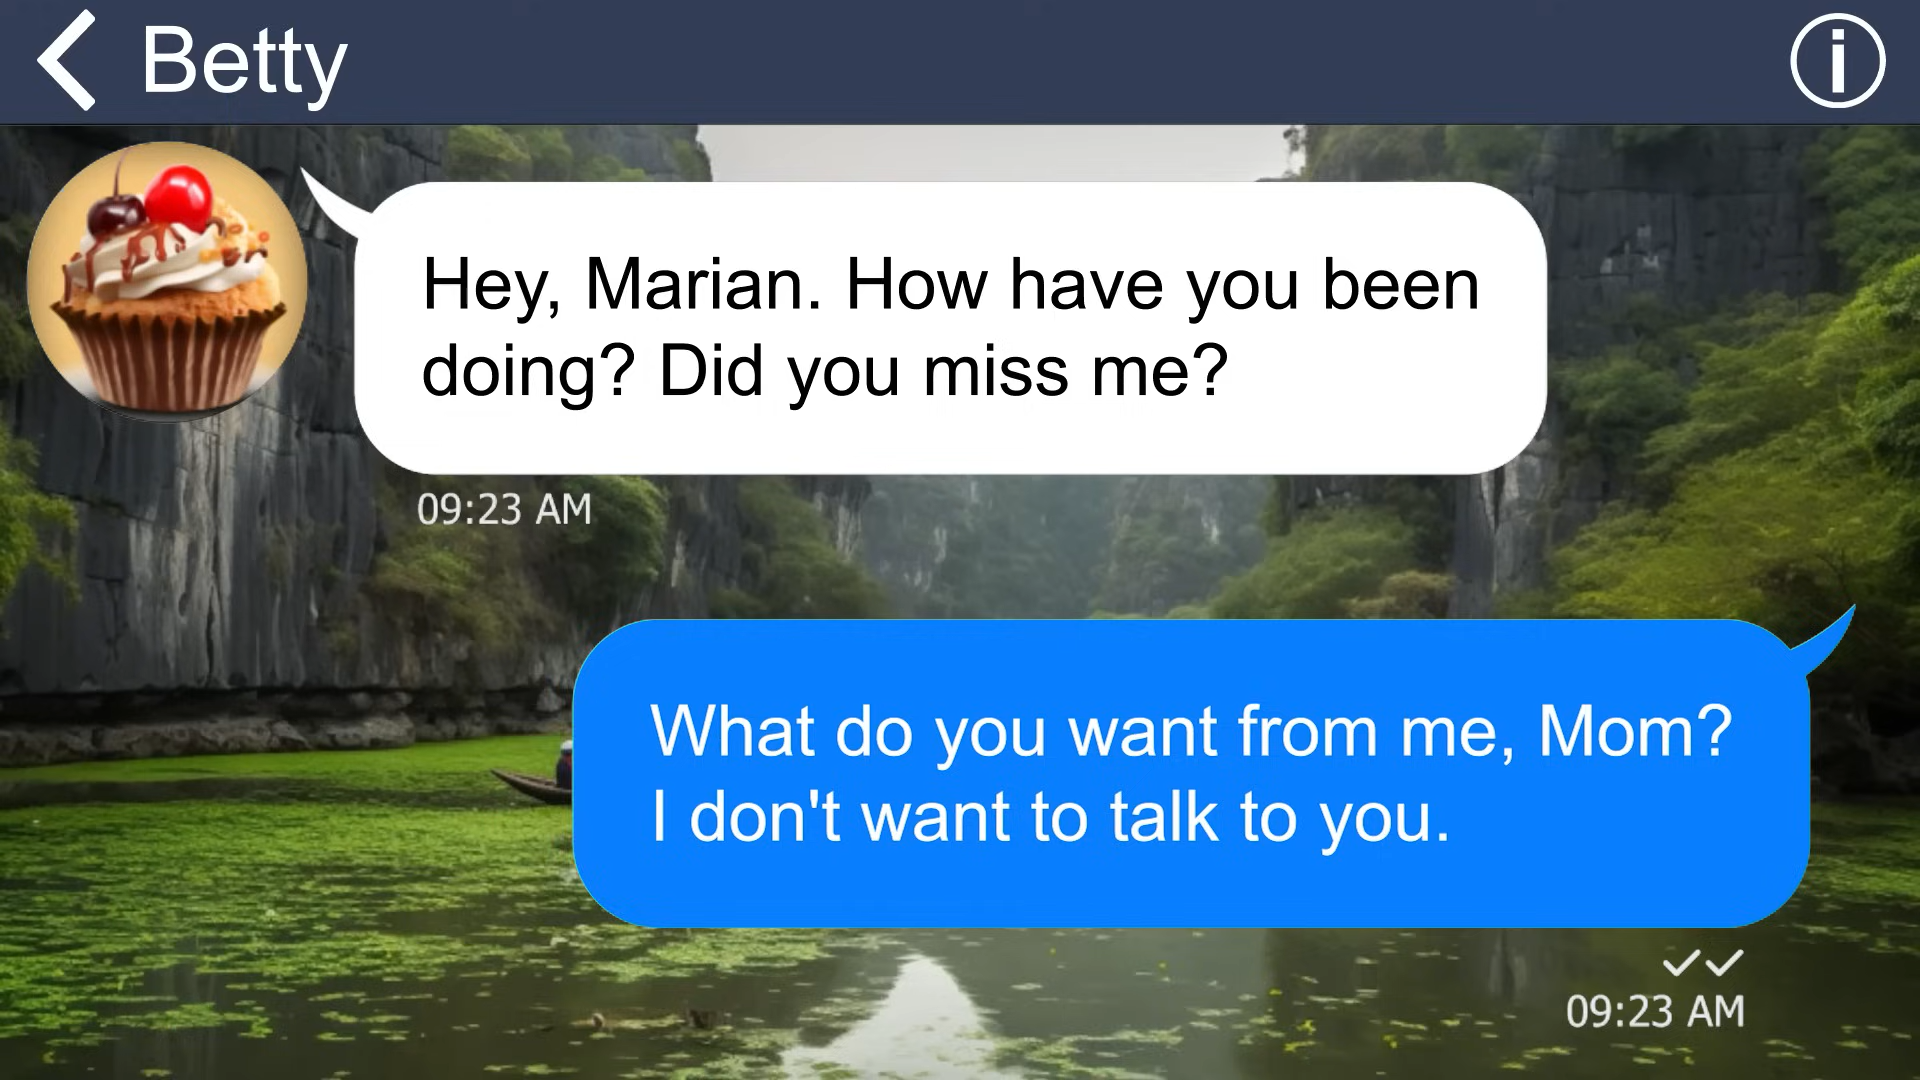 Betty
Hey, Marian. How have you been
doing? Did you miss me?
09:23 AM
What do you want from me, Mom?
I don't want to talk to you.
09:23 AM